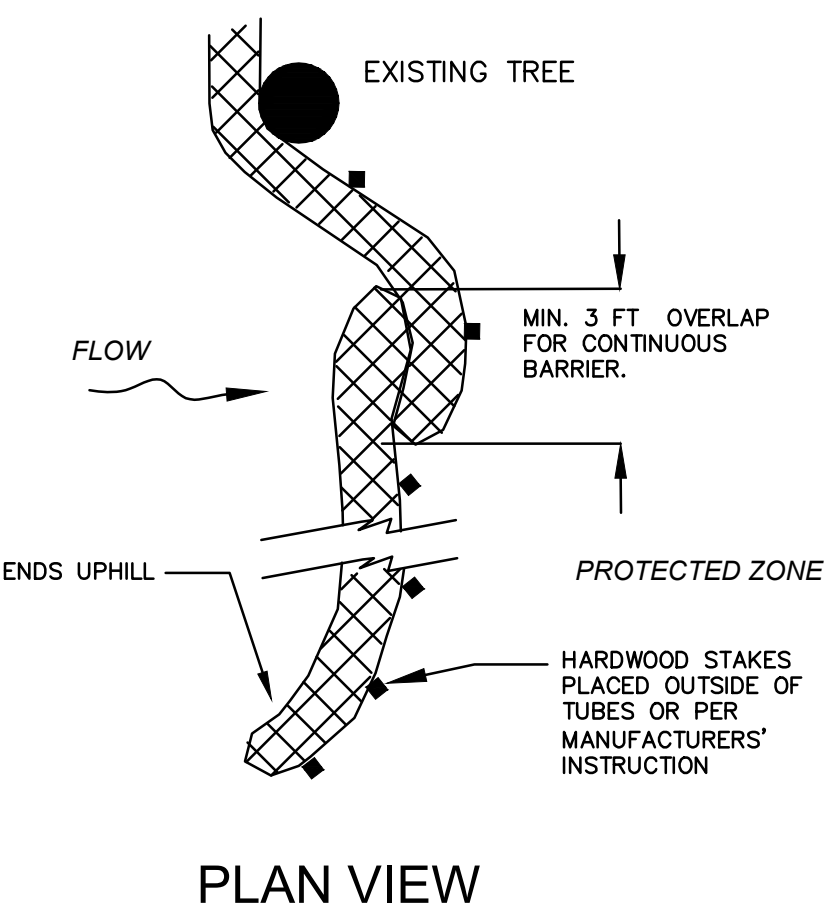 EXISTING TREE
MIN. 3 FT OVERLAP
FOR CONTINUOUS
BARRIER.
FLOW
ENDS UPHILL
PROTECTED ZONE
HARDWOOD STAKES
PLACED OUTSIDE OF
TUBES OR PER
MANUFACTURERS'
INSTRUCTION
PLAN VIEW